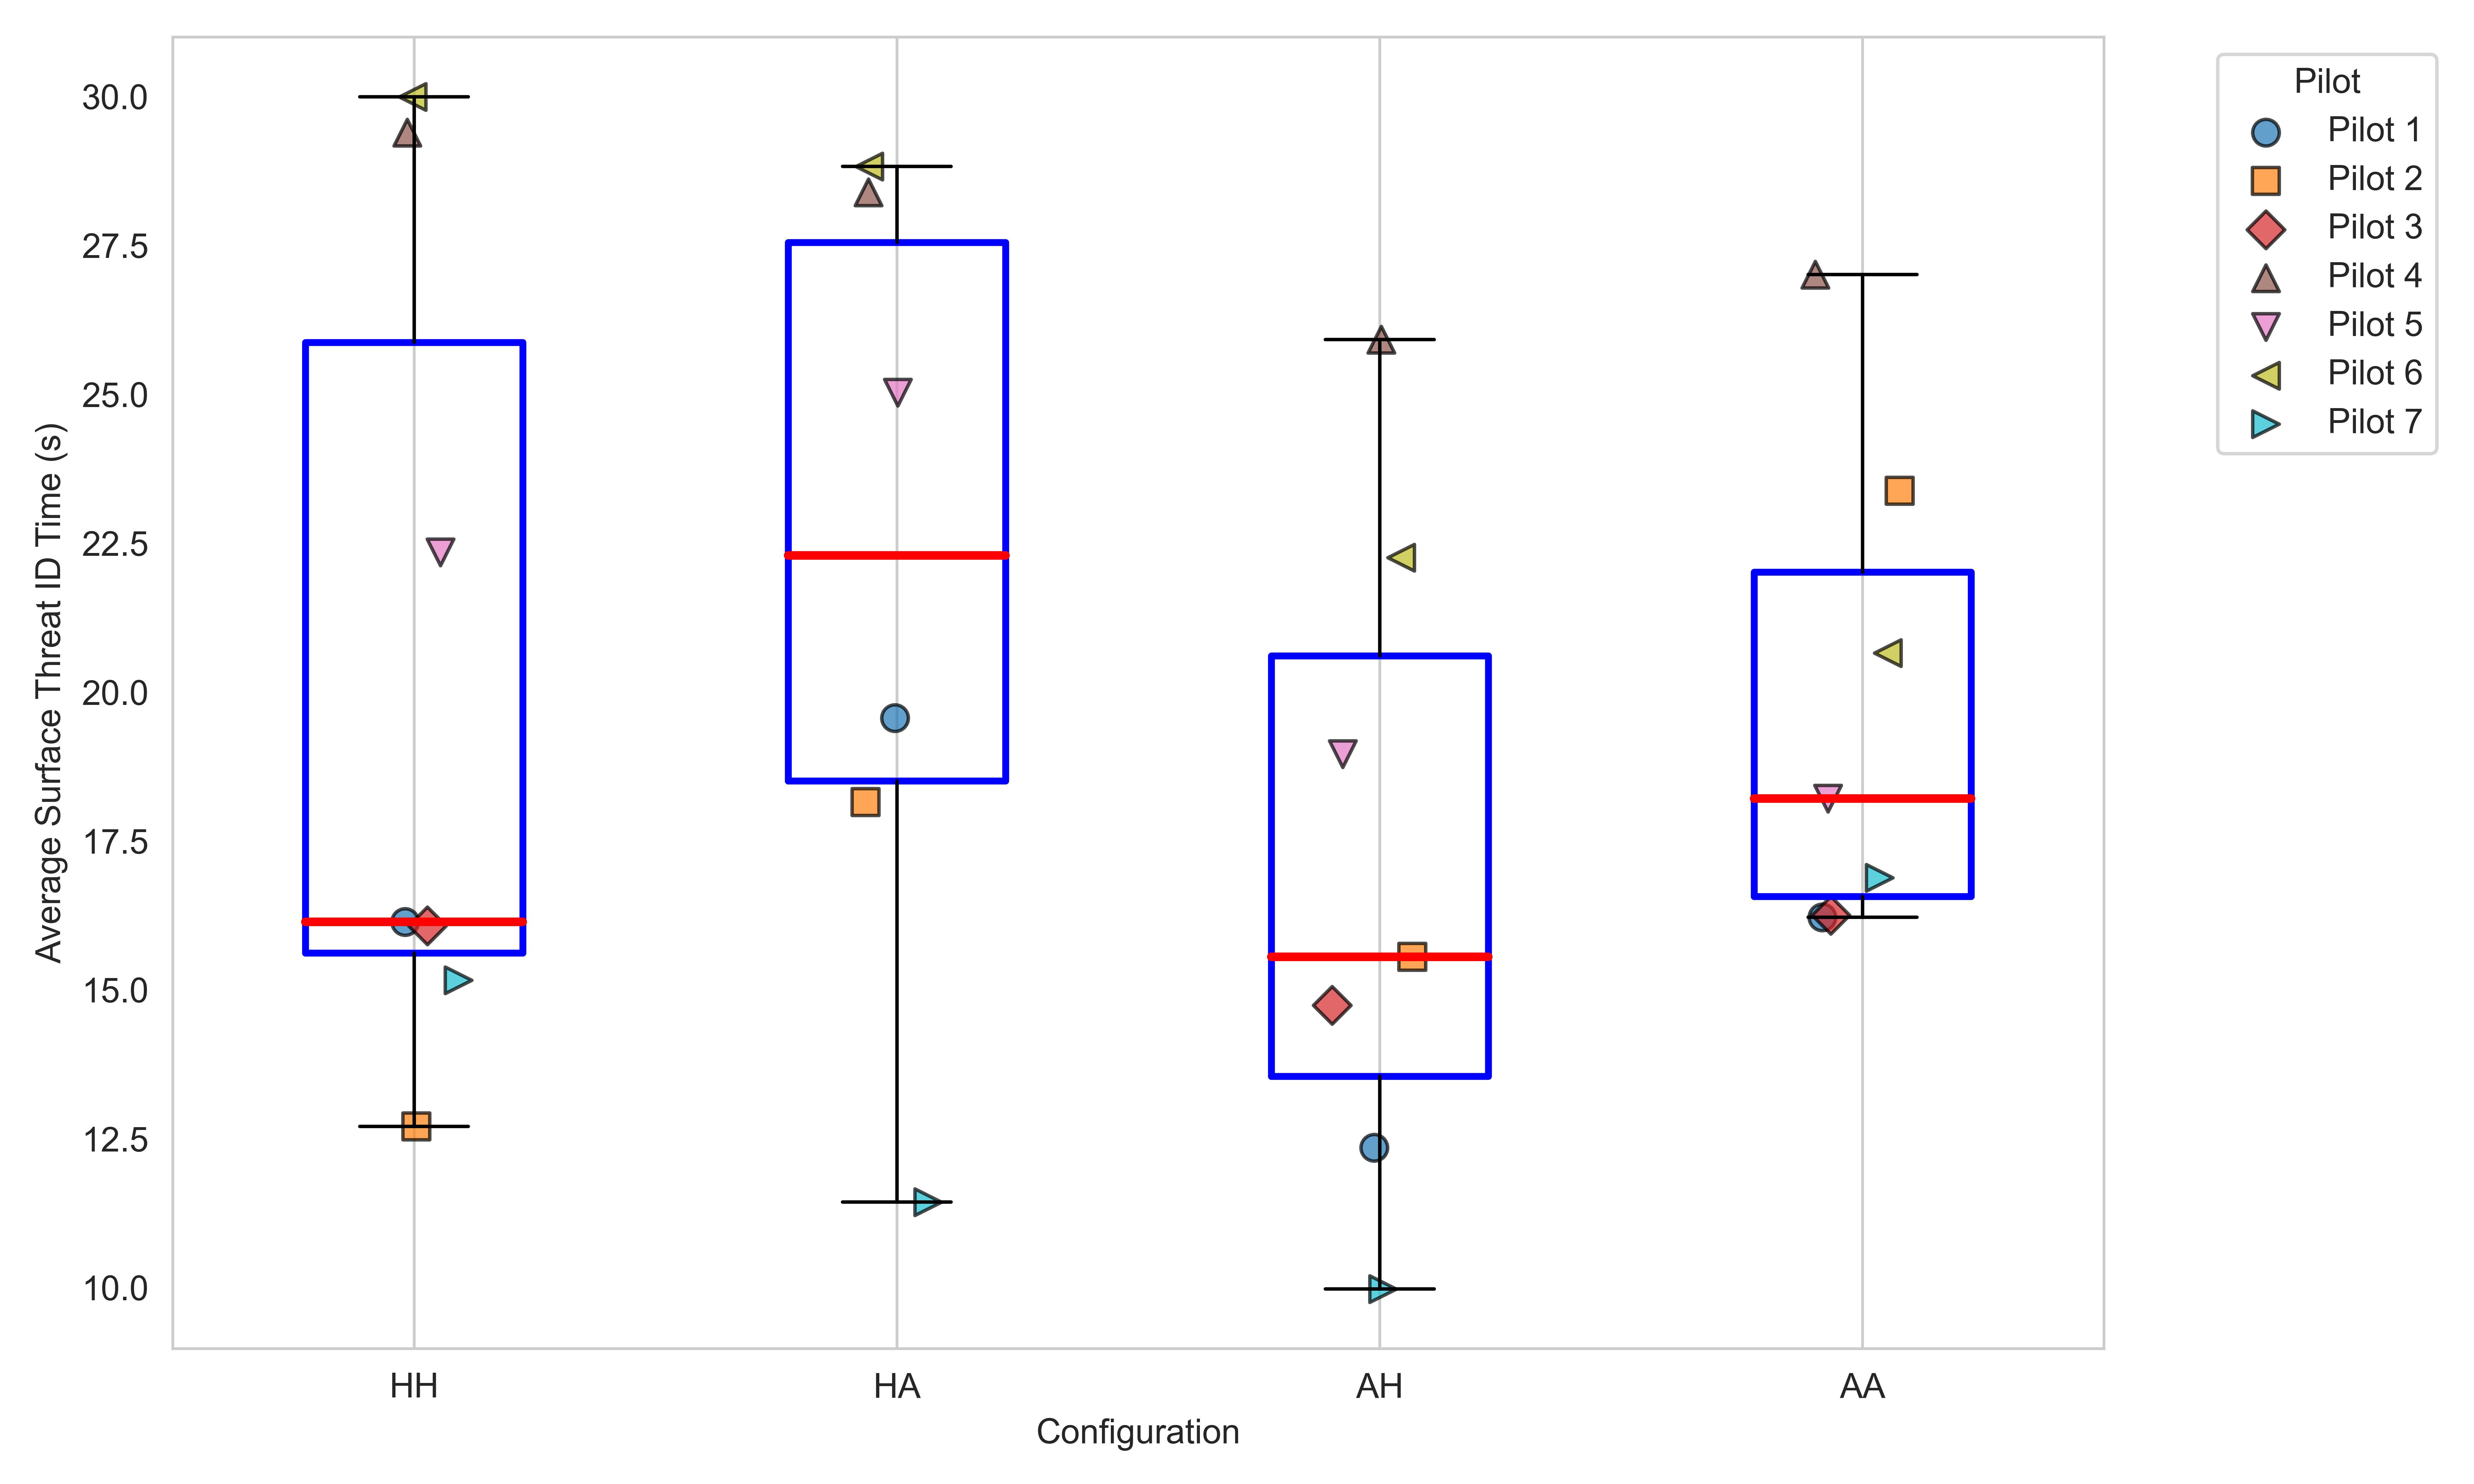 Average Surface Threat ID Time (s)
30.0
27.5
25.0
22.5
20.0
17.5
15.0
12.5
10.0
HH
HA
AH
AA
Configuration
Pilot
Pilot 1
Pilot 2
Pilot 3
Pilot 4
Pilot 5
Pilot 6
Pilot 7